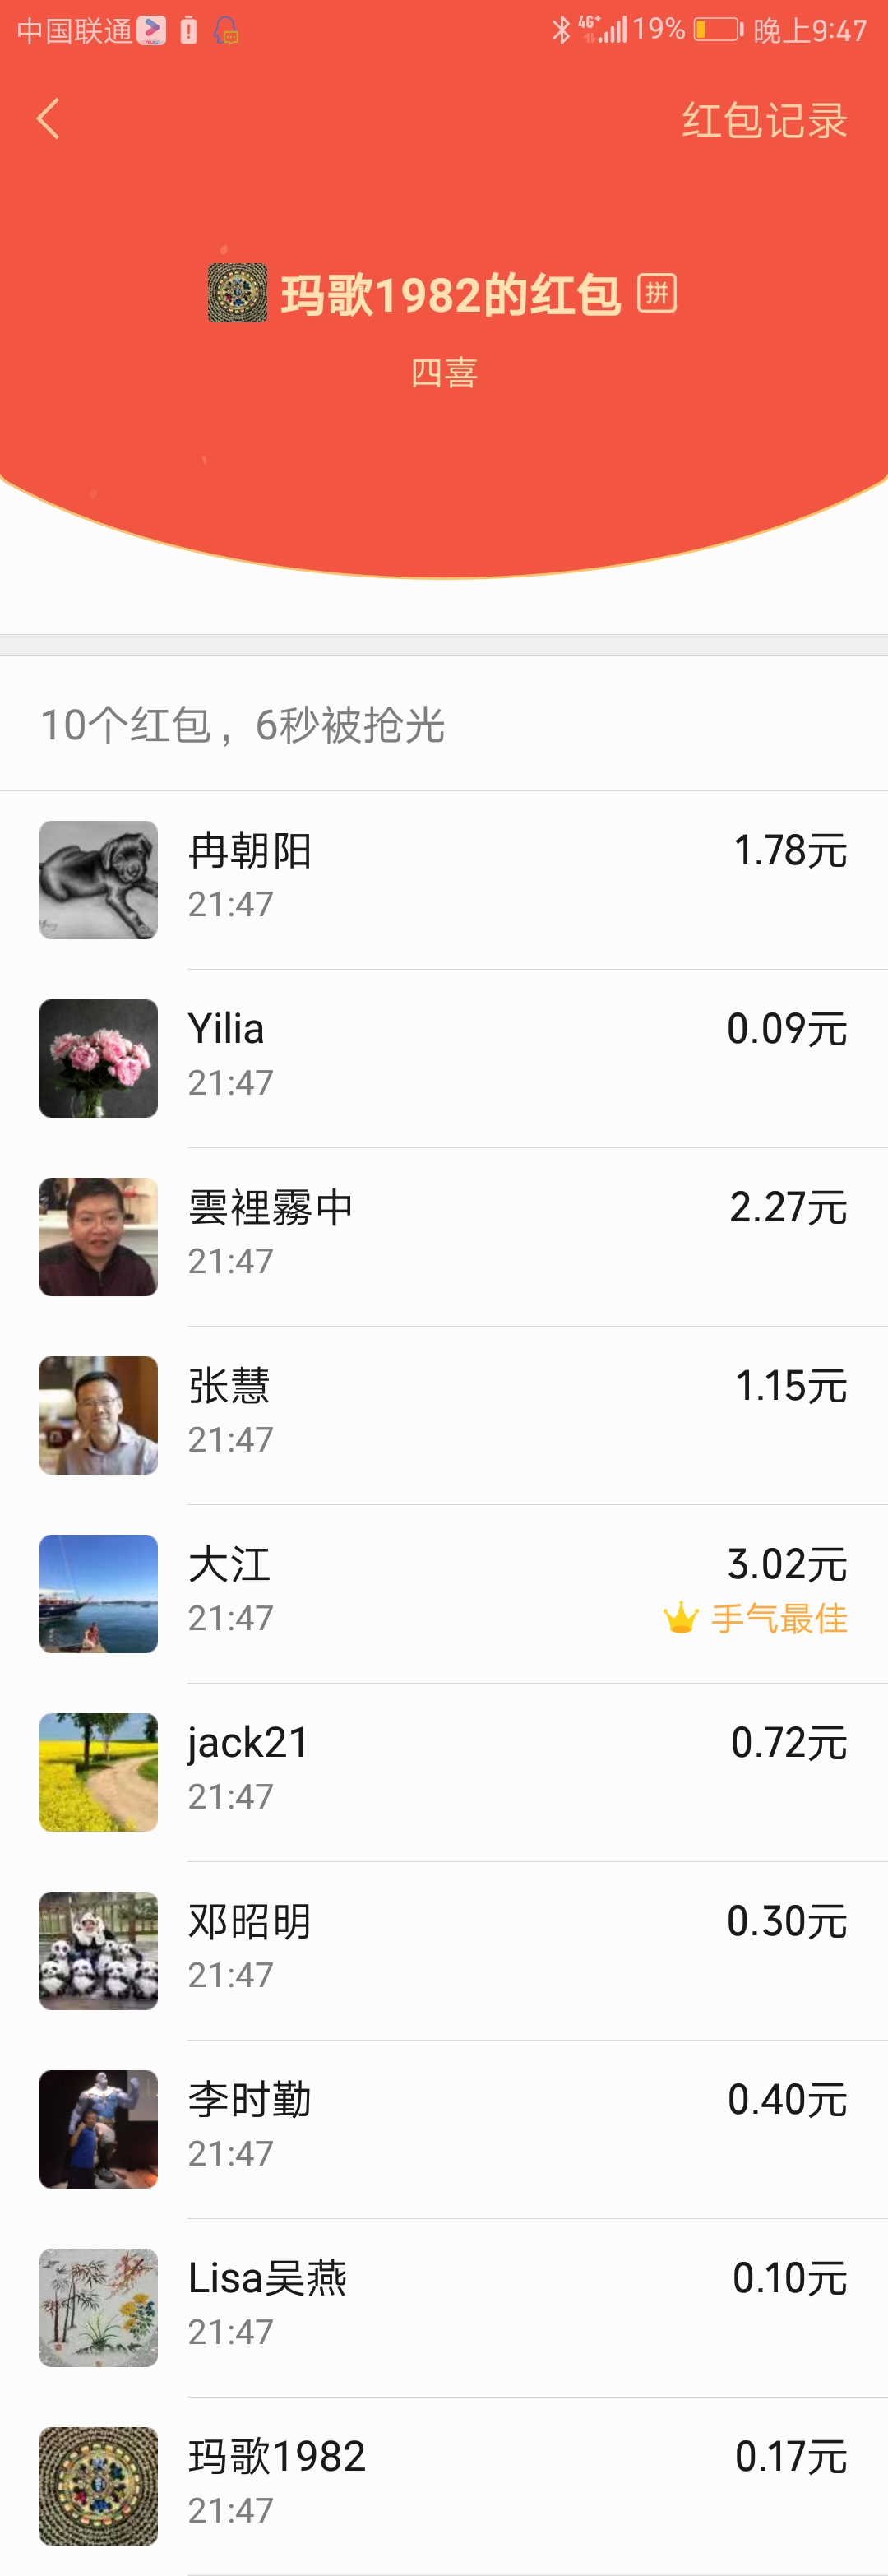 中国联通 4G+ 19% 晚上9:47
红包记录
玛歌1982的红包 拼
四喜
10个红包，6秒被抢光
冉朝阳 1.78元
21:47
Yilia 0.09元
21:47
雲裡霧中 2.27元
21:47
张慧 1.15元
21:47
大江 3.02元
21:47 手气最佳
jack21 0.72元
21:47
邓昭明 0.30元
21:47
李时勤 0.40元
21:47
Lisa吴燕 0.10元
21:47
玛歌1982 0.17元
21:47